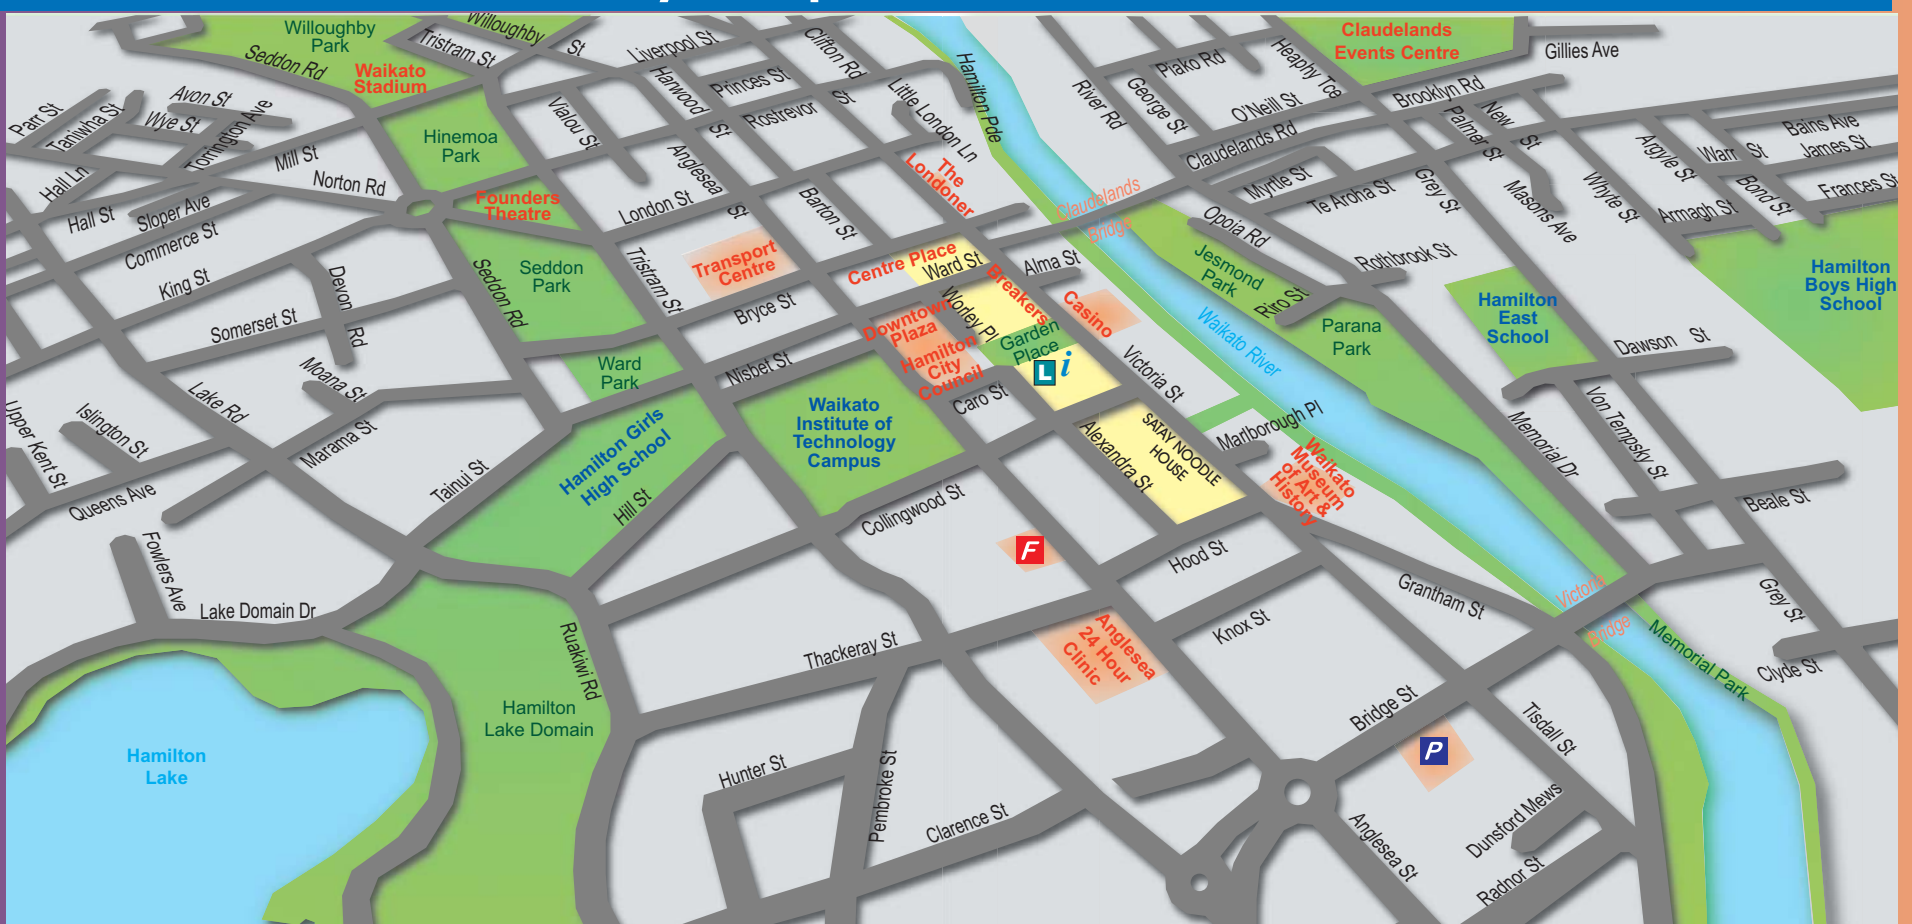 Willoughby
Park
Willoughby
St
Seddon Rd
Tristram St
Waikato
Stadium
Liverpool St
Clifton Rd
Harwood
St
Princes St
Rostrevor
St
Little London Ln
Hamilton Pde
River Rd
George St
Piako Rd
Heaphy Tce
Claudelands
Events Centre
Gillies Ave
O'Neill St
Brooklyn Rd
Claudelands Rd
Palmer St
New
St
Bains Ave
James St
Argyle St
Warr St
Bond St
Frances St
Armagh St
Whyte St
Masons Ave
Grey St
Te Aroha St
Myrtle St
Opoia Rd
Parr St
Taniwha St
Avon St
Wye St
Torrington Ave
Hinemoa
Park
Vialou St
Anglesea
St
Mill St
Norton Rd
Hall Ln
Hall St
Sloper Ave
Commerce St
King St
Founders
Theatre
London St
Barton St
The
Londoner
Claudelands
Bridge
Jesmond
Park
Riro St
Rothbrook St
Parana
Park
Hamilton
East
School
Hamilton
Boys High
School
Dawson St
Devon
Rd
Somerset St
Seddon Rd
Seddon
Park
Tristram St
Transport
Centre
Bryce St
Centre Place
Ward St
Alma St
Breakers
Casino
Worley Pl
Downtown
Plaza
Garden
Place
L i
Hamilton
City
Council
Waikato River
Victoria St
Moana St
Lake Rd
Ward
Park
Nisbet St
Caro St
Waikato
Institute of
Technology
Campus
Hamilton Girls
High School
Hill St
Marama St
Tainui St
Islington St
Upper Kent St
Queens Ave
Fowlers Ave
Lake Domain Dr
Collingwood St
Alexandra St
SATAY NOODLE
HOUSE
Marlborough Pl
Waikato
Museum
of Art &
History
Memorial Dr
Von Tempsky St
Beale St
F
Hood St
Grantham St
Victoria
Bridge
Memorial Park
Grey St
Clyde St
Knox St
Anglesea
24 Hour
Clinic
Thackeray St
Ruakiwi Rd
Hamilton
Lake Domain
Hamilton
Lake
Hunter St
Pembroke St
Clarence St
Bridge St
P
Tisdall St
Anglesea St
Dunsford Mews
Radnor St